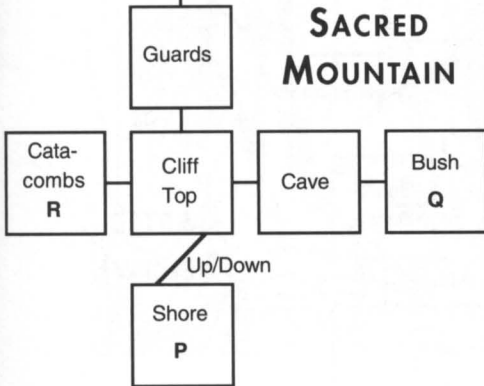 SACRED
MOUNTAIN
Guards
Cata-
combs
R
Cliff
Top
Cave
Bush
Q
Up/Down
Shore
P